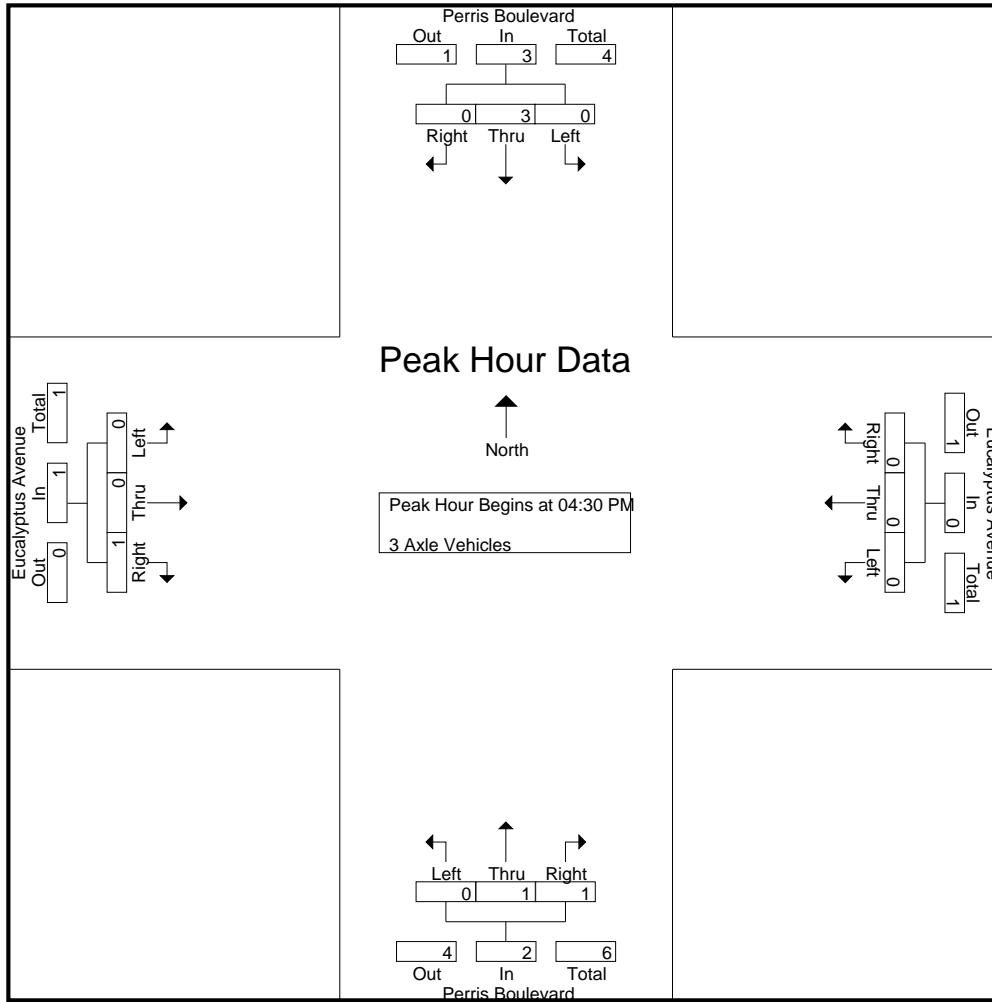 Perris Boulevard
Out In Total
1 3 4
0 3 0
Right Thru Left
Peak Hour Data
North
Peak Hour Begins at 04:30 PM
3 Axle Vehicles
Eucalyptus Avenue
Total In Out
1 1 0
0 0 1
Left Thru Right
Right Thru Left
0 0 0
1 0 1
Out In Total
Eucalyptus Avenue
Left Thru Right
0 1 1
4 2 6
Out In Total
Perris Boulevard